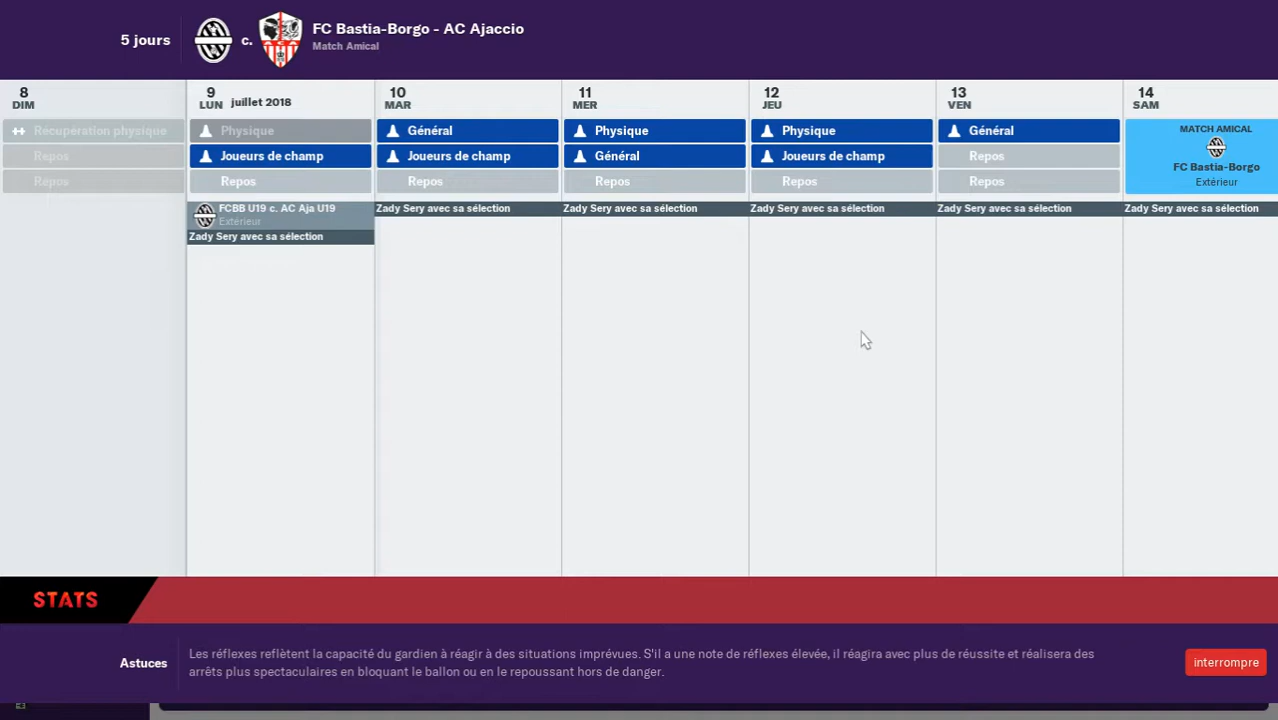 5 jours
c.
FC Bastia-Borgo - AC Ajaccio
Match Amical
8
DIM
9
LUN juillet 2018
10
MAR
11
MER
12
JEU
13
VEN
14
SAM
Récupération physique
Repos
Repos
Physique
Joueurs de champ
Repos
FCBB U19 c. AC Aja U19
Extérieur
Zady Sery avec sa sélection
Général
Joueurs de champ
Repos
Zady Sery avec sa sélection
Physique
Général
Repos
Zady Sery avec sa sélection
Physique
Joueurs de champ
Repos
Zady Sery avec sa sélection
Général
Repos
Repos
Zady Sery avec sa sélection
MATCH AMICAL
FC Bastia-Borgo
Extérieur
Zady Sery avec sa sélection
STATS
Astuces
Les réflexes reflètent la capacité du gardien à réagir à des situations imprévues. S'il a une note de réflexes élevée, il réagira avec plus de réussite et réalisera des
arrêts plus spectaculaires en bloquant le ballon ou en le repoussant hors de danger.
interrompre